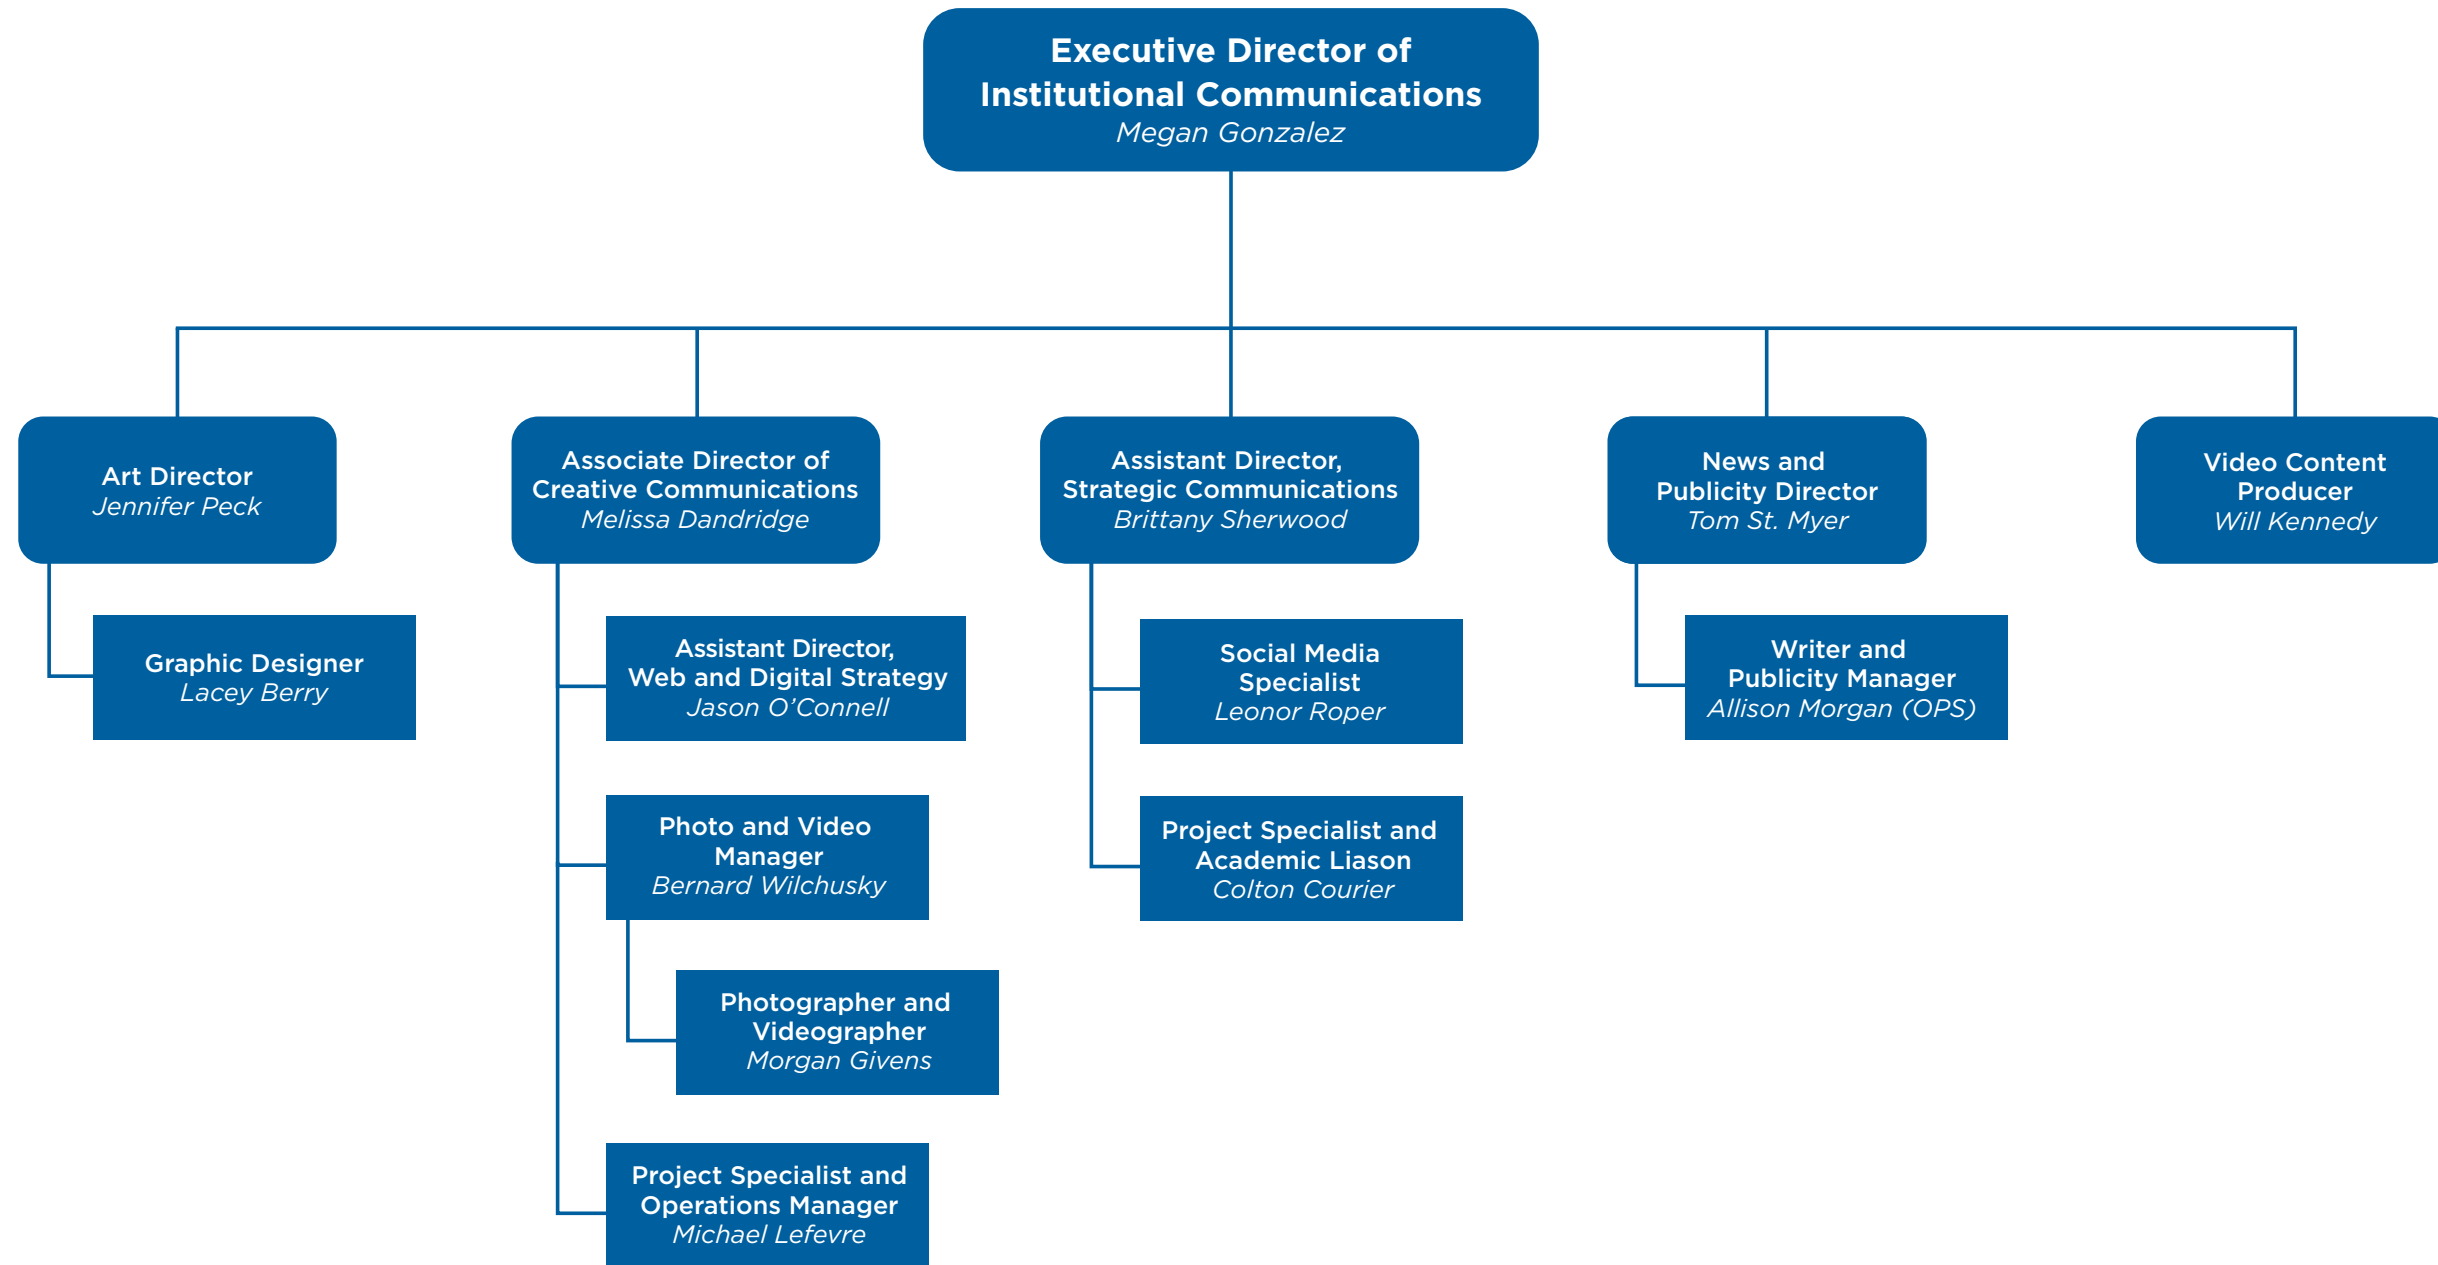 Executive Director of
Institutional Communications
Megan Gonzalez
Art Director
Jennifer Peck
Graphic Designer
Lacey Berry
Associate Director of
Creative Communications
Melissa Dandridge
Assistant Director,
Web and Digital Strategy
Jason O’Connell
Photo and Video
Manager
Bernard Wilchusky
Photographer and
Videographer
Morgan Givens
Project Specialist and
Operations Manager
Michael Lefevre
Assistant Director,
Strategic Communications
Brittany Sherwood
Social Media
Specialist
Leonor Roper
Project Specialist and
Academic Liason
Colton Courier
News and
Publicity Director
Tom St. Myer
Writer and
Publicity Manager
Allison Morgan (OPS)
Video Content
Producer
Will Kennedy